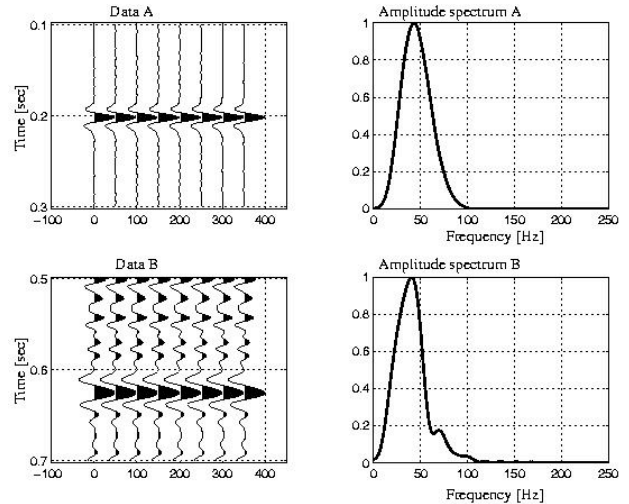 Data A
Amplitude spectrum A
0.1
0.2
0.3
Time [sec]
-100 0 100 200 300 400
1
0.8
0.6
0.4
0.2
0
0 50 100 150 200 250
Frequency [Hz]
Data B
Amplitude spectrum B
0.5
0.6
0.7
Time [sec]
-100 0 100 200 300 400
1
0.8
0.6
0.4
0.2
0
0 50 100 150 200 250
Frequency [Hz]